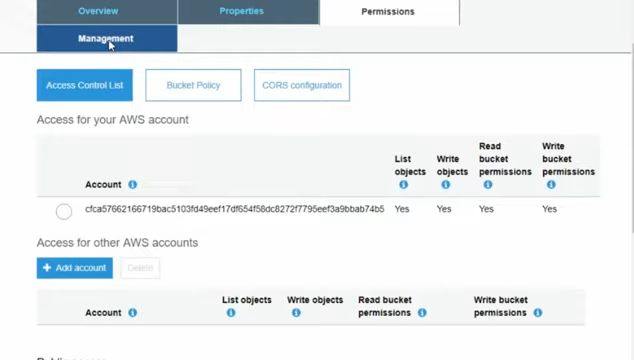 Overview
Properties
Permissions
Management
Access Control List
Bucket Policy
CORS configuration
Access for your AWS account
Account
List objects
Write objects
Read bucket permissions
Write bucket permissions
cfca57662166719bac5103fd49eef17df654f58dc8272f7795eef3a9bbab74b5
Yes
Yes
Yes
Yes
Access for other AWS accounts
+ Add account
Delete
Account
List objects
Write objects
Read bucket permissions
Write bucket permissions